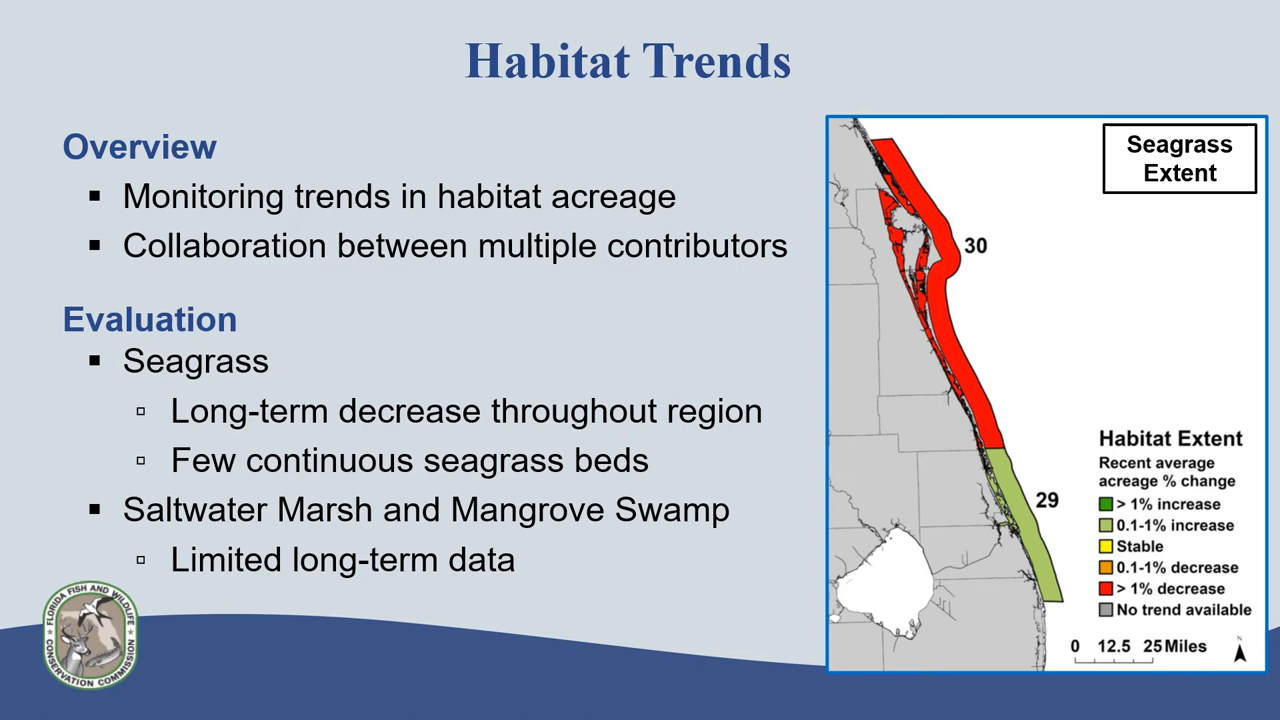 Habitat Trends
Overview
▪ Monitoring trends in habitat acreage
▪ Collaboration between multiple contributors
Evaluation
▪ Seagrass
▫ Long-term decrease throughout region
▫ Few continuous seagrass beds
▪ Saltwater Marsh and Mangrove Swamp
▫ Limited long-term data
FLORIDA FISH AND WILDLIFE
CONSERVATION COMMISSION
Seagrass
Extent
30
29
Habitat Extent
Recent average
acreage % change
> 1% increase
0.1-1% increase
Stable
0.1-1% decrease
> 1% decrease
No trend available
0 12.5 25 Miles
N